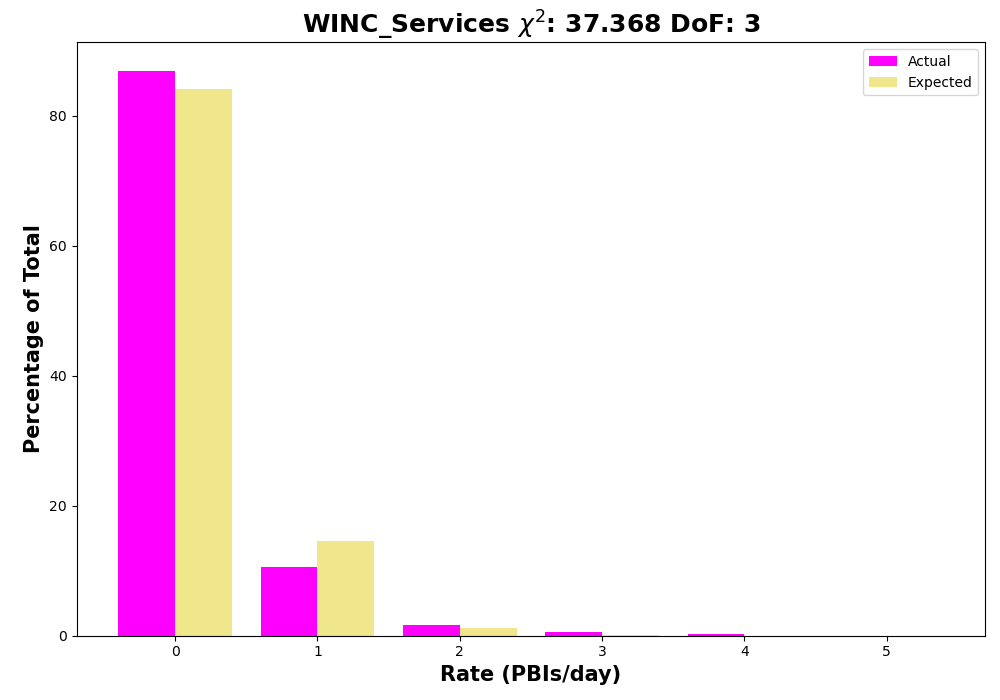 WINC_Services χ²: 37.368 DoF: 3
Actual
Expected
Percentage of Total
80
60
40
20
0
0 1 2 3 4 5
Rate (PBIs/day)